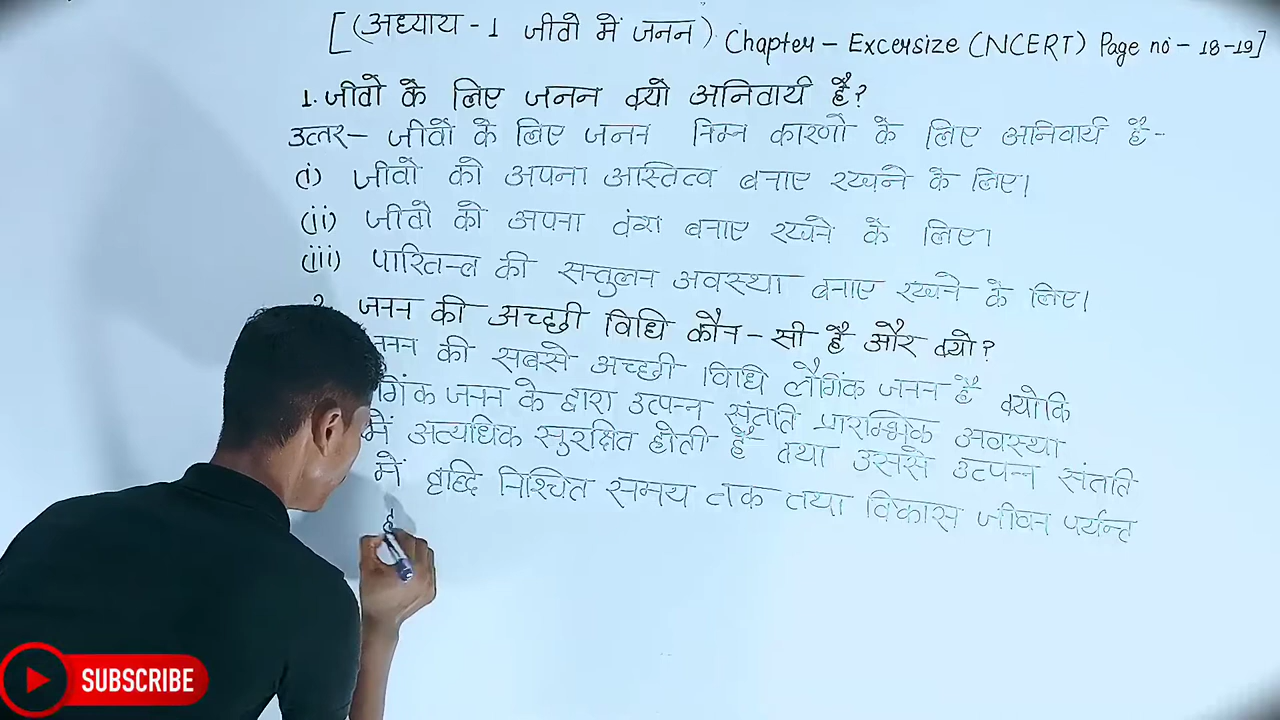 [(अध्याय - 1 जीवो में जनन). Chapter - Excersize (NCERT) Page no - 18-19]
1. जीवों के लिए जनन क्यो अनिवार्य है?
उत्तर- जीवों के लिए जनन निम्न कारणो के लिए अनिवार्य है-
(i) जीवों को अपना अस्तित्व बनाए रखने के लिए।
(ii) जीवों को अपना वंश बनाए रखने के लिए।
(iii) पारितन्त्र की सन्तुलन अवस्था बनाए रखने के लिए।
जनन की अच्छी विधि कौन-सी है और क्यो?
की सबसे अच्छी विधि लैगिंक जनन है क्योकि
जनन के द्वारा उत्पन्न संतति प्रारम्भिक अवस्था
में अत्यधिक सुरक्षित होती है तथा उससे उत्पन्न संतति
में वृद्धि निश्चित समय तक तथा विकास जीवन पर्यन्त
SUBSCRIBE